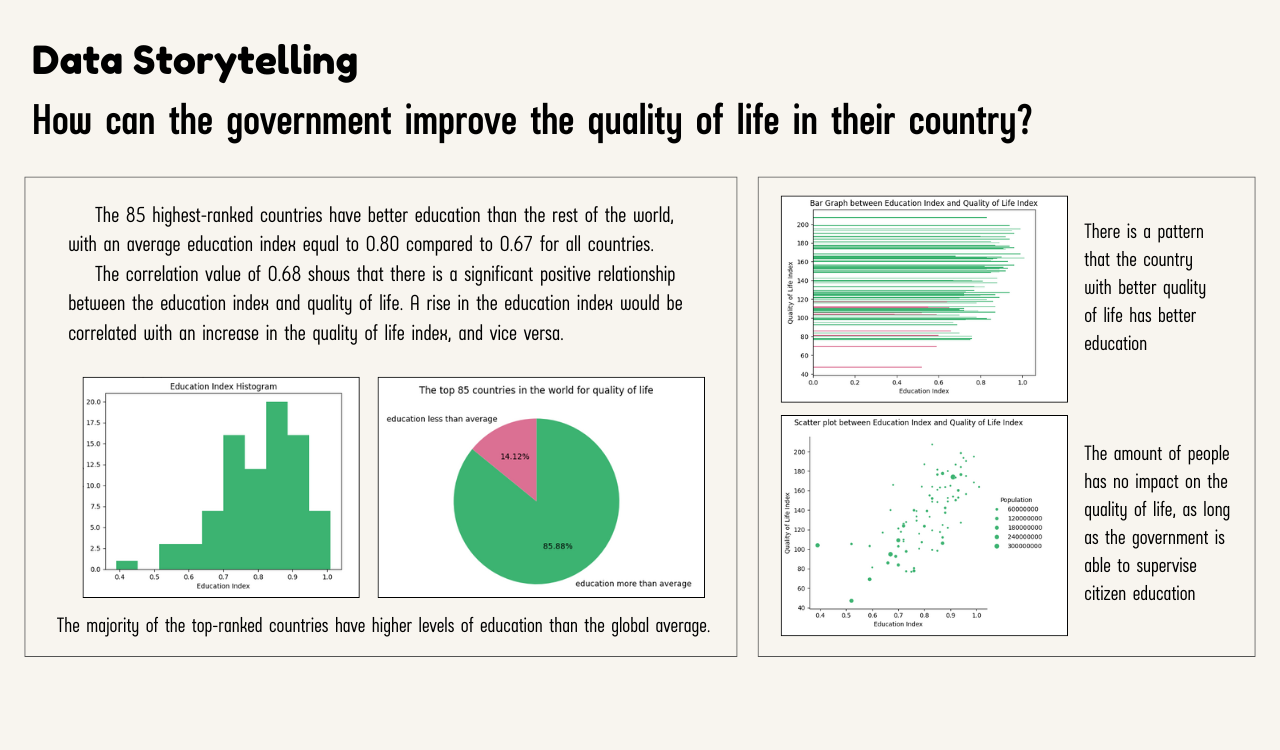 Data Storytelling
How can the government improve the quality of life in their country?
The 85 highest-ranked countries have better education than the rest of the world,
with an average education index equal to 0.80 compared to 0.67 for all countries.
The correlation value of 0.68 shows that there is a significant positive relationship
between the education index and quality of life. A rise in the education index would be
correlated with an increase in the quality of life index, and vice versa.
Education Index Histogram
20.0
17.5
15.0
12.5
10.0
7.5
5.0
2.5
0.0
0.4 0.5 0.6 0.7 0.8 0.9 1.0
Education Index
The top 85 countries in the world for quality of life
education less than average
14.12%
85.88%
education more than average
The majority of the top-ranked countries have higher levels of education than the global average.
Bar Graph between Education Index and Quality of Life Index
Quality of Life Index
200
180
160
140
120
100
80
60
40
0.0 0.2 0.4 0.6 0.8 1.0
Education Index
There is a pattern
that the country
with better quality
of life has better
education
Scatter plot between Education Index and Quality of Life Index
Quality of Life Index
200
180
160
140
120
100
80
60
40
0.4 0.5 0.6 0.7 0.8 0.9 1.0
Education Index
Population
60000000
120000000
180000000
240000000
300000000
The amount of people
has no impact on the
quality of life, as long
as the government is
able to supervise
citizen education